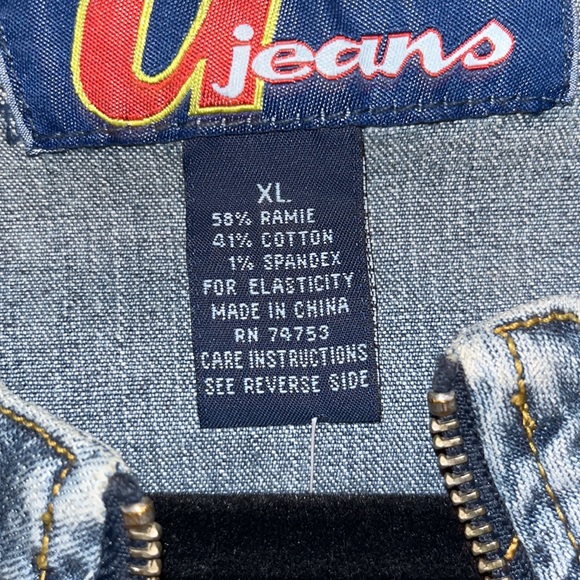 U jeans
XL
58% RAMIE
41% COTTON
1% SPANDEX
FOR ELASTICITY
MADE IN CHINA
RN 74753
CARE INSTRUCTIONS
SEE REVERSE SIDE